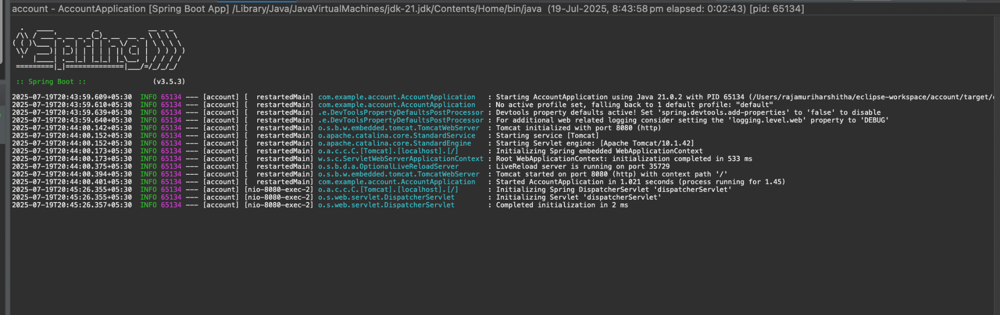 account - AccountApplication [Spring Boot App] /Library/Java/JavaVirtualMachines/jdk-21.jdk/Contents/Home/bin/java (19-Jul-2025, 8:43:58 pm elapsed: 0:02:43) [pid: 65134]
  .   ____          _            __ _ _
 /\\ / ___'_ __ _ _(_)_ __  __ _ \ \ \ \
( ( )\___ | '_ | '_| | '_ \/ _` | \ \ \ \
 \\/  ___)| |_)| | | | | || (_| |  ) ) ) )
  '  |____| .__|_| |_|_| |_\__, | / / / /
 =========|_|==============|___/=/_/_/_/
 :: Spring Boot ::                (v3.5.3)
2025-07-19T20:43:59.609+05:30  INFO 65134 --- [account] [  restartedMain] com.example.account.AccountApplication   : Starting AccountApplication using Java 21.0.2 with PID 65134 (/Users/rajamuriharshitha/eclipse-workspace/account/target/
2025-07-19T20:43:59.610+05:30  INFO 65134 --- [account] [  restartedMain] com.example.account.AccountApplication   : No active profile set, falling back to 1 default profile: "default"
2025-07-19T20:43:59.639+05:30  INFO 65134 --- [account] [  restartedMain] .e.DevToolsPropertyDefaultsPostProcessor : Devtools property defaults active! Set 'spring.devtools.add-properties' to 'false' to disable
2025-07-19T20:43:59.640+05:30  INFO 65134 --- [account] [  restartedMain] .e.DevToolsPropertyDefaultsPostProcessor : For additional web related logging consider setting the 'logging.level.web' property to 'DEBUG'
2025-07-19T20:44:00.142+05:30  INFO 65134 --- [account] [  restartedMain] o.s.b.w.embedded.tomcat.TomcatWebServer  : Tomcat initialized with port 8080 (http)
2025-07-19T20:44:00.152+05:30  INFO 65134 --- [account] [  restartedMain] o.apache.catalina.core.StandardService   : Starting service [Tomcat]
2025-07-19T20:44:00.152+05:30  INFO 65134 --- [account] [  restartedMain] o.apache.catalina.core.StandardEngine    : Starting Servlet engine: [Apache Tomcat/10.1.42]
2025-07-19T20:44:00.173+05:30  INFO 65134 --- [account] [  restartedMain] o.a.c.c.C.[Tomcat].[localhost].[/]       : Initializing Spring embedded WebApplicationContext
2025-07-19T20:44:00.173+05:30  INFO 65134 --- [account] [  restartedMain] w.s.c.ServletWebServerApplicationContext : Root WebApplicationContext: initialization completed in 533 ms
2025-07-19T20:44:00.375+05:30  INFO 65134 --- [account] [  restartedMain] o.s.b.d.a.OptionalLiveReloadServer       : LiveReload server is running on port 35729
2025-07-19T20:44:00.394+05:30  INFO 65134 --- [account] [  restartedMain] o.s.b.w.embedded.tomcat.TomcatWebServer  : Tomcat started on port 8080 (http) with context path '/'
2025-07-19T20:44:00.401+05:30  INFO 65134 --- [account] [  restartedMain] com.example.account.AccountApplication   : Started AccountApplication in 1.021 seconds (process running for 1.45)
2025-07-19T20:45:26.355+05:30  INFO 65134 --- [account] [nio-8080-exec-2] o.a.c.c.C.[Tomcat].[localhost].[/]       : Initializing Spring DispatcherServlet 'dispatcherServlet'
2025-07-19T20:45:26.355+05:30  INFO 65134 --- [account] [nio-8080-exec-2] o.s.web.servlet.DispatcherServlet        : Initializing Servlet 'dispatcherServlet'
2025-07-19T20:45:26.357+05:30  INFO 65134 --- [account] [nio-8080-exec-2] o.s.web.servlet.DispatcherServlet        : Completed initialization in 2 ms